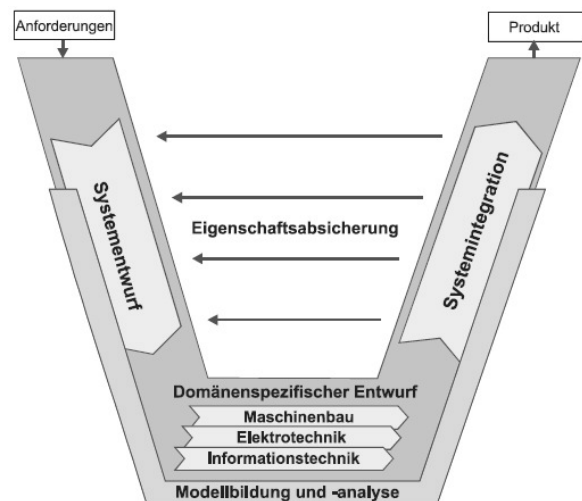 Anforderungen
Produkt
Systementwurf
Eigenschaftsabsicherung
Systemintegration
Domänenspezifischer Entwurf
Maschinenbau
Elektrotechnik
Informationstechnik
Modellbildung und -analyse